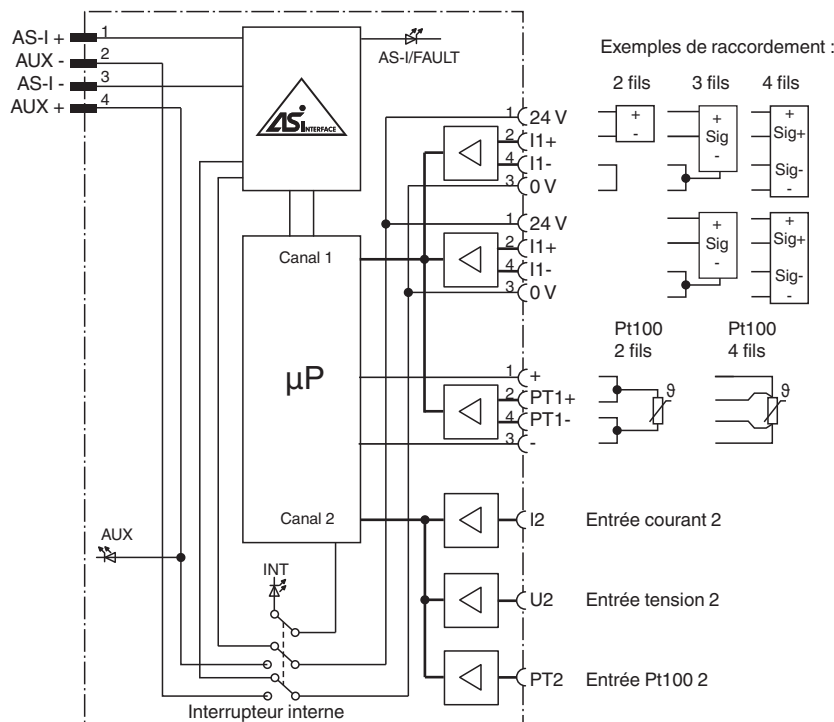 AS-I + 1
AUX - 2
AS-I - 3
AUX + 4
AS-I/FAULT
ASi INTERFACE
Exemples de raccordement :
2 fils
3 fils
4 fils
1 24 V
2 I1+
4 I1-
3 0 V
+
-
+
Sig
-
+
Sig+
Sig-
-
1 24 V
2 I1+
4 I1-
3 0 V
+
Sig
-
+
Sig+
Sig-
-
Canal 1
µP
Canal 2
1 +
2 PT1+
4 PT1-
3 -
Pt100
2 fils
ϑ
Pt100
4 fils
ϑ
I2 Entrée courant 2
U2 Entrée tension 2
PT2 Entrée Pt100 2
AUX
INT
Interrupteur interne